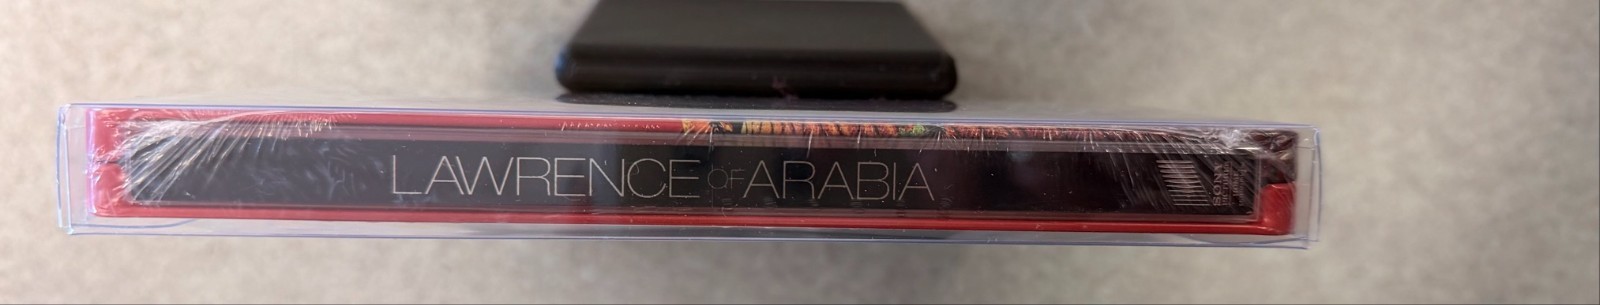 LAWRENCE OF ARABIA